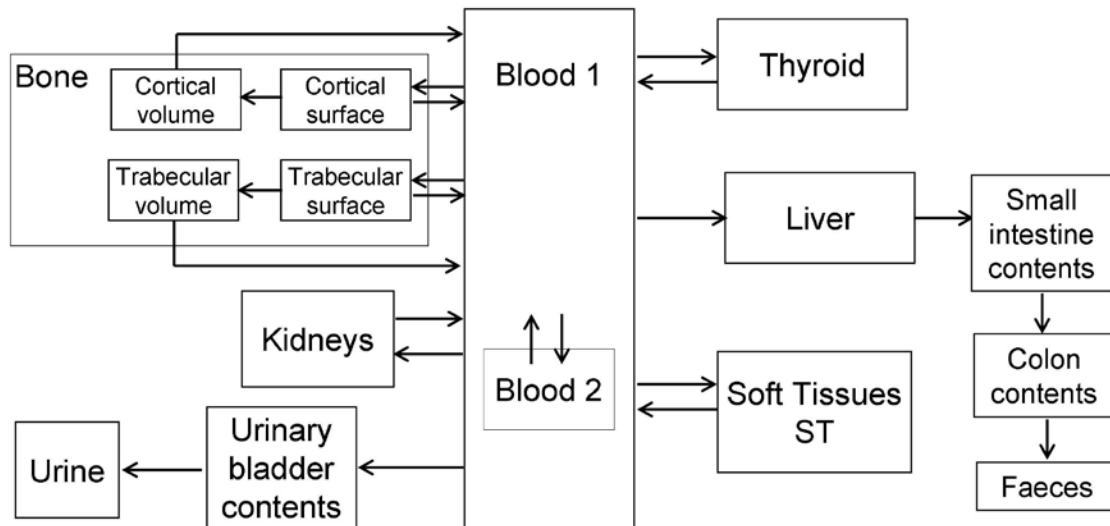 Bone
Cortical
volume
Cortical
surface
Trabecular
volume
Trabecular
surface
Kidneys
Urine
Urinary
bladder
contents
Blood 1
Blood 2
Thyroid
Liver
Small
intestine
contents
Colon
contents
Faeces
Soft Tissues
ST